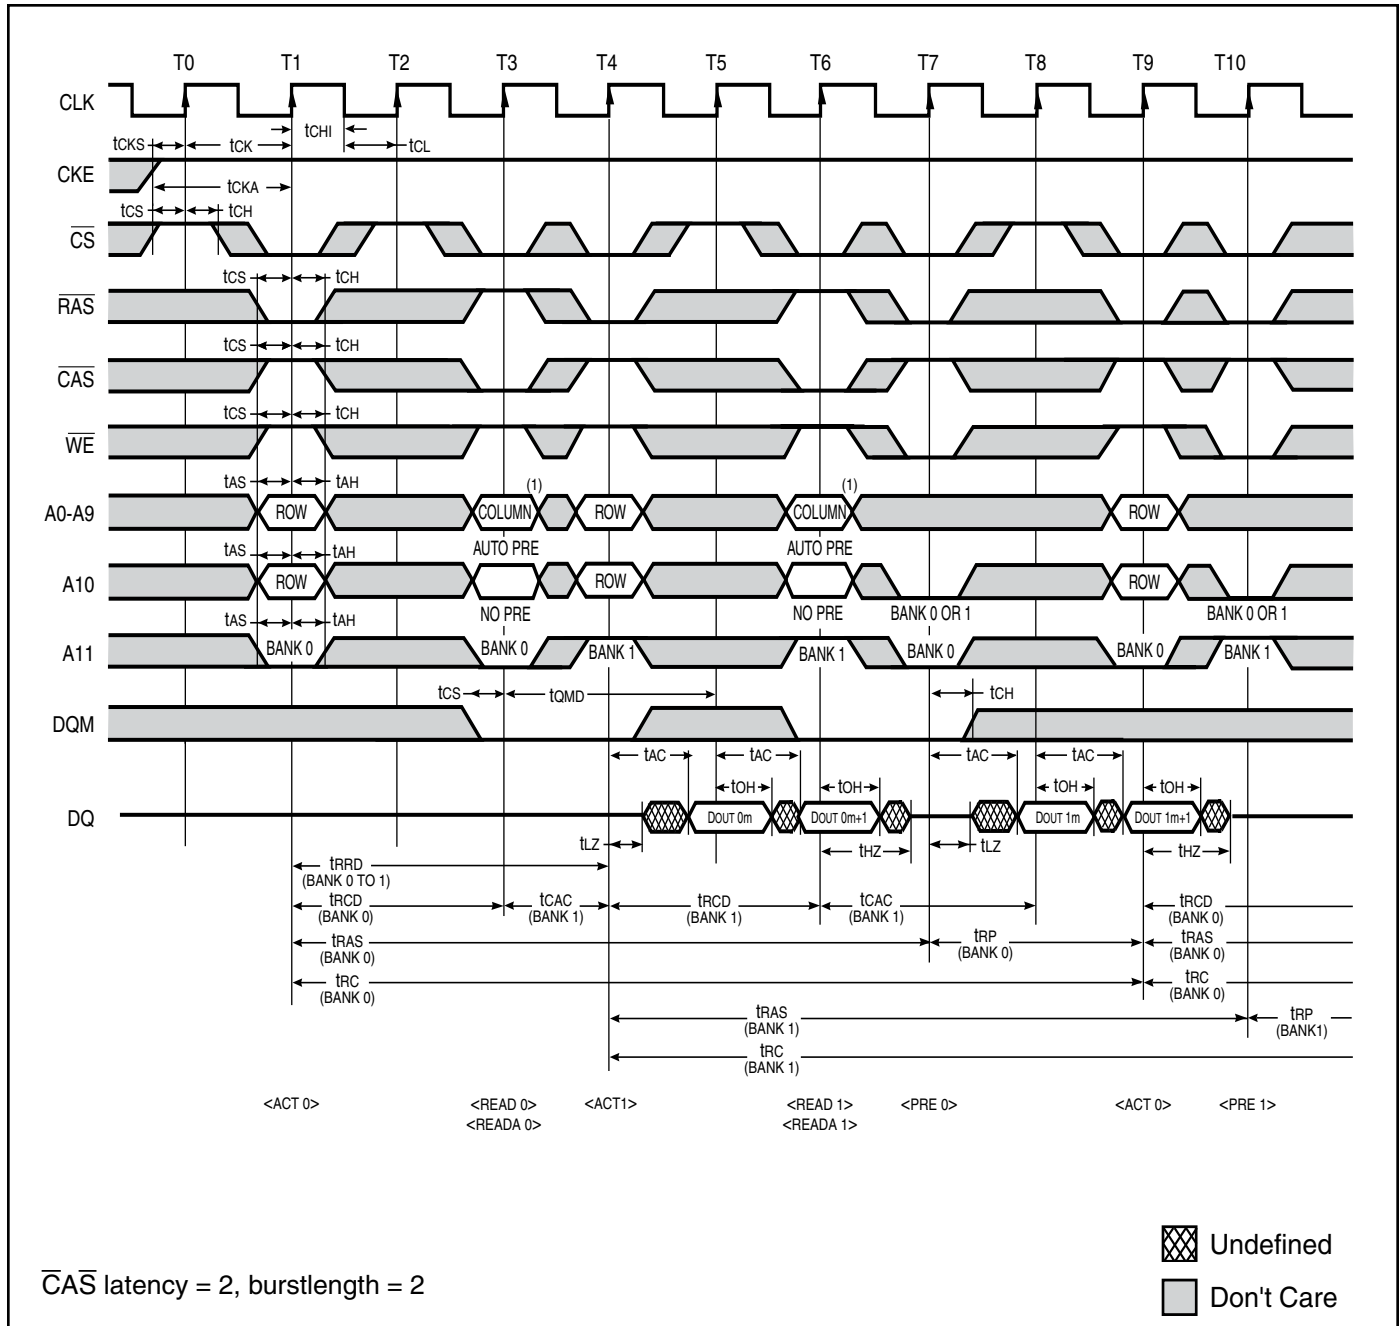 T0 T1 T2 T3 T4 T5 T6 T7 T8 T9 T10
CLK
tCHI
tCKS tCK tCL
CKE
tCKA
tCS tCH
CS
tCS tCH
RAS
tCS tCH
CAS
tCS tCH
WE
tAS tAH (1) (1)
A0-A9 ROW COLUMN ROW COLUMN ROW
tAS tAH AUTO PRE AUTO PRE
A10 ROW ROW ROW
NO PRE NO PRE BANK 0 OR 1 BANK 0 OR 1
tAS tAH
A11 BANK 0 BANK 0 BANK 1 BANK 1 BANK 0 BANK 0 BANK 1
tCS tQMD tCH
DQM
tAC tAC tAC tAC
tOH tOH tOH tOH
DQ DOUT 0m DOUT 0m+1 DOUT 1m DOUT 1m+1
tLZ tHZ tLZ tHZ
tRRD
(BANK 0 TO 1)
tRCD tCAC tRCD tCAC tRCD
(BANK 0) (BANK 1) (BANK 1) (BANK 1) (BANK 0)
tRAS tRP tRAS
(BANK 0) (BANK 0) (BANK 0)
tRC tRC
(BANK 0) (BANK 0)
tRAS tRP
(BANK 1) (BANK1)
tRC
(BANK 1)
<ACT 0> <READ 0> <ACT1> <READ 1> <PRE 0> <ACT 0> <PRE 1>
<READA 0> <READA 1>
Undefined
CAS latency = 2, burstlength = 2
Don't Care